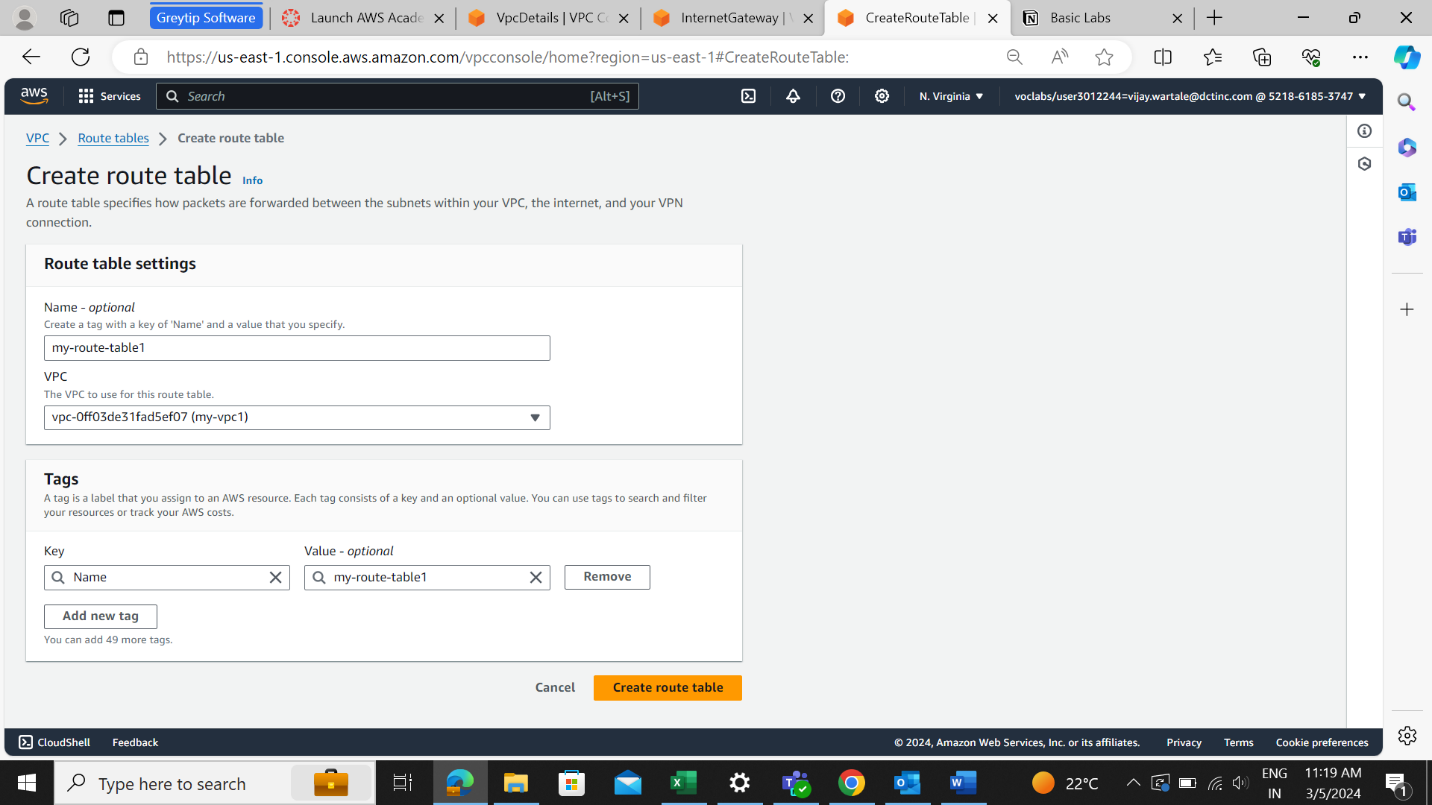 Greytip Software
Launch AWS Acade
VpcDetails | VPC Co
InternetGateway | V
CreateRouteTable |
Basic Labs
https://us-east-1.console.aws.amazon.com/vpcconsole/home?region=us-east-1#CreateRouteTable:
aws
Services
Search
[Alt+S]
N. Virginia
voclabs/user3012244=vijay.wartale@dctinc.com @ 5218-6185-3747
VPC
Route tables
Create route table
Create route table Info
A route table specifies how packets are forwarded between the subnets within your VPC, the internet, and your VPN
connection.
Route table settings
Name - optional
Create a tag with a key of 'Name' and a value that you specify.
my-route-table1
VPC
The VPC to use for this route table.
vpc-0ff03de31fad5ef07 (my-vpc1)
Tags
A tag is a label that you assign to an AWS resource. Each tag consists of a key and an optional value. You can use tags to search and filter
your resources or track your AWS costs.
Key
Value - optional
Name
my-route-table1
Remove
Add new tag
You can add 49 more tags.
Cancel
Create route table
CloudShell
Feedback
© 2024, Amazon Web Services, Inc. or its affiliates.
Privacy
Terms
Cookie preferences
Type here to search
22°C
ENG
IN
11:19 AM
3/5/2024
1